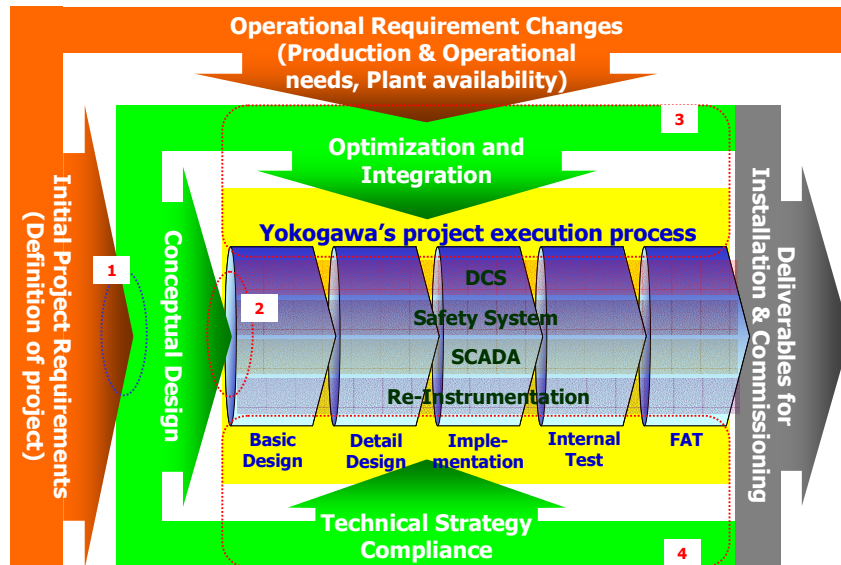 Operational Requirement Changes
(Production & Operational
needs, Plant availability)
3
Optimization and
Integration
Initial Project Requirements
(Definition of project)
1
Conceptual Design
2
Yokogawa's project execution process
DCS
Safety System
SCADA
Re-Instrumentation
Basic
Design
Detail
Design
Imple-
mentation
Internal
Test
FAT
Technical Strategy
Compliance
4
Deliverables for
Installation & Commissioning